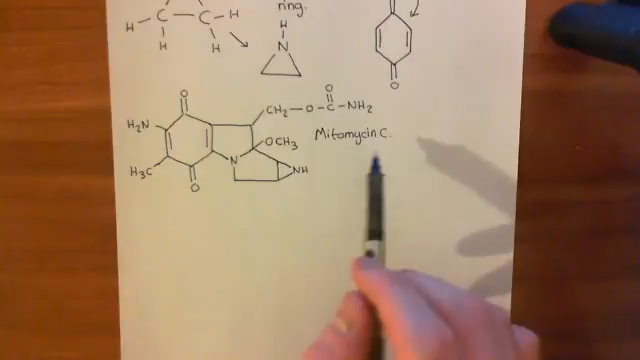 ring.
H
H – C – C – H
H
H
N
O
O
CH₂ – O – C – NH₂
O
H₂N
OCH₃
Mitomycin C.
N
H₃C
NH
O